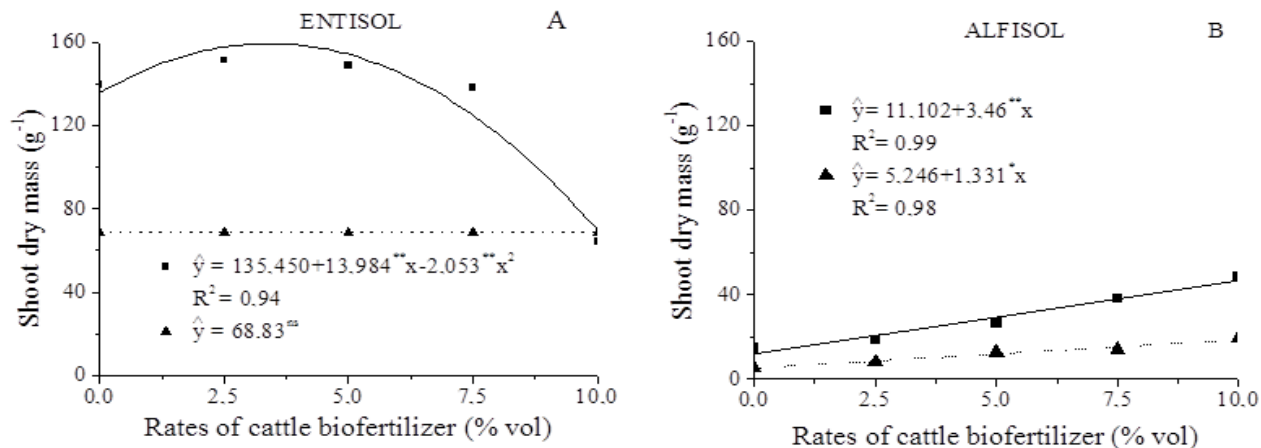 ENTISOL
A
160
120
80
40
0
Shoot dry mass (g⁻¹)
ŷ = 135.450+13.984**x-2.053**x²
R² = 0.94
ŷ = 68.83ns
0.0 2.5 5.0 7.5 10.0
Rates of cattle biofertilizer (% vol)
ALFISOL
B
160
120
80
40
0
Shoot dry mass (g⁻¹)
ŷ= 11.102+3.46**x
R²= 0.99
ŷ= 5.246+1.331*x
R²= 0.98
0.0 2.5 5.0 7.5 10.0
Rates of cattle biofertilizer (% vol)